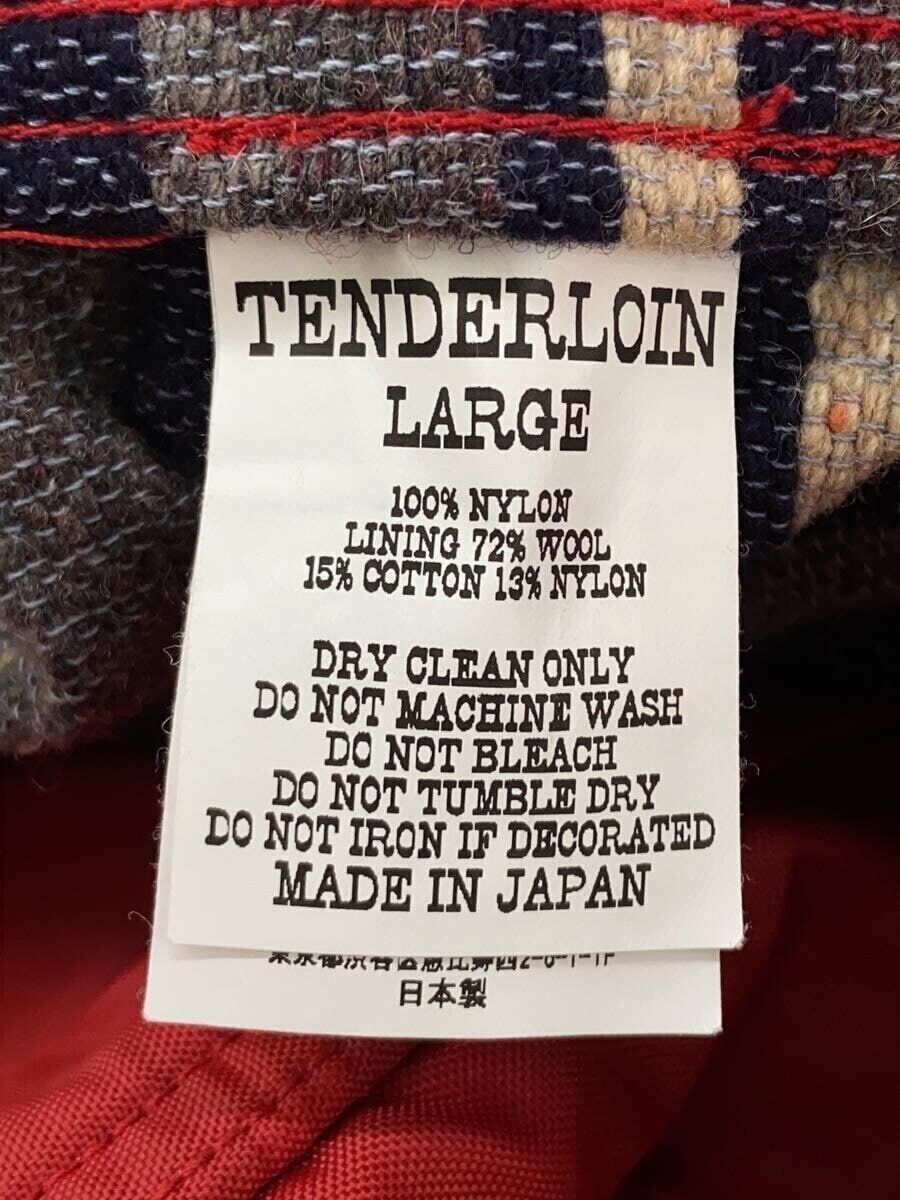 TENDERLOIN
LARGE
100% NYLON
LINING 72% WOOL
15% COTTON 13% NYLON
DRY CLEAN ONLY
DO NOT MACHINE WASH
DO NOT BLEACH
DO NOT TUMBLE DRY
DO NOT IRON IF DECORATED
MADE IN JAPAN
日本製